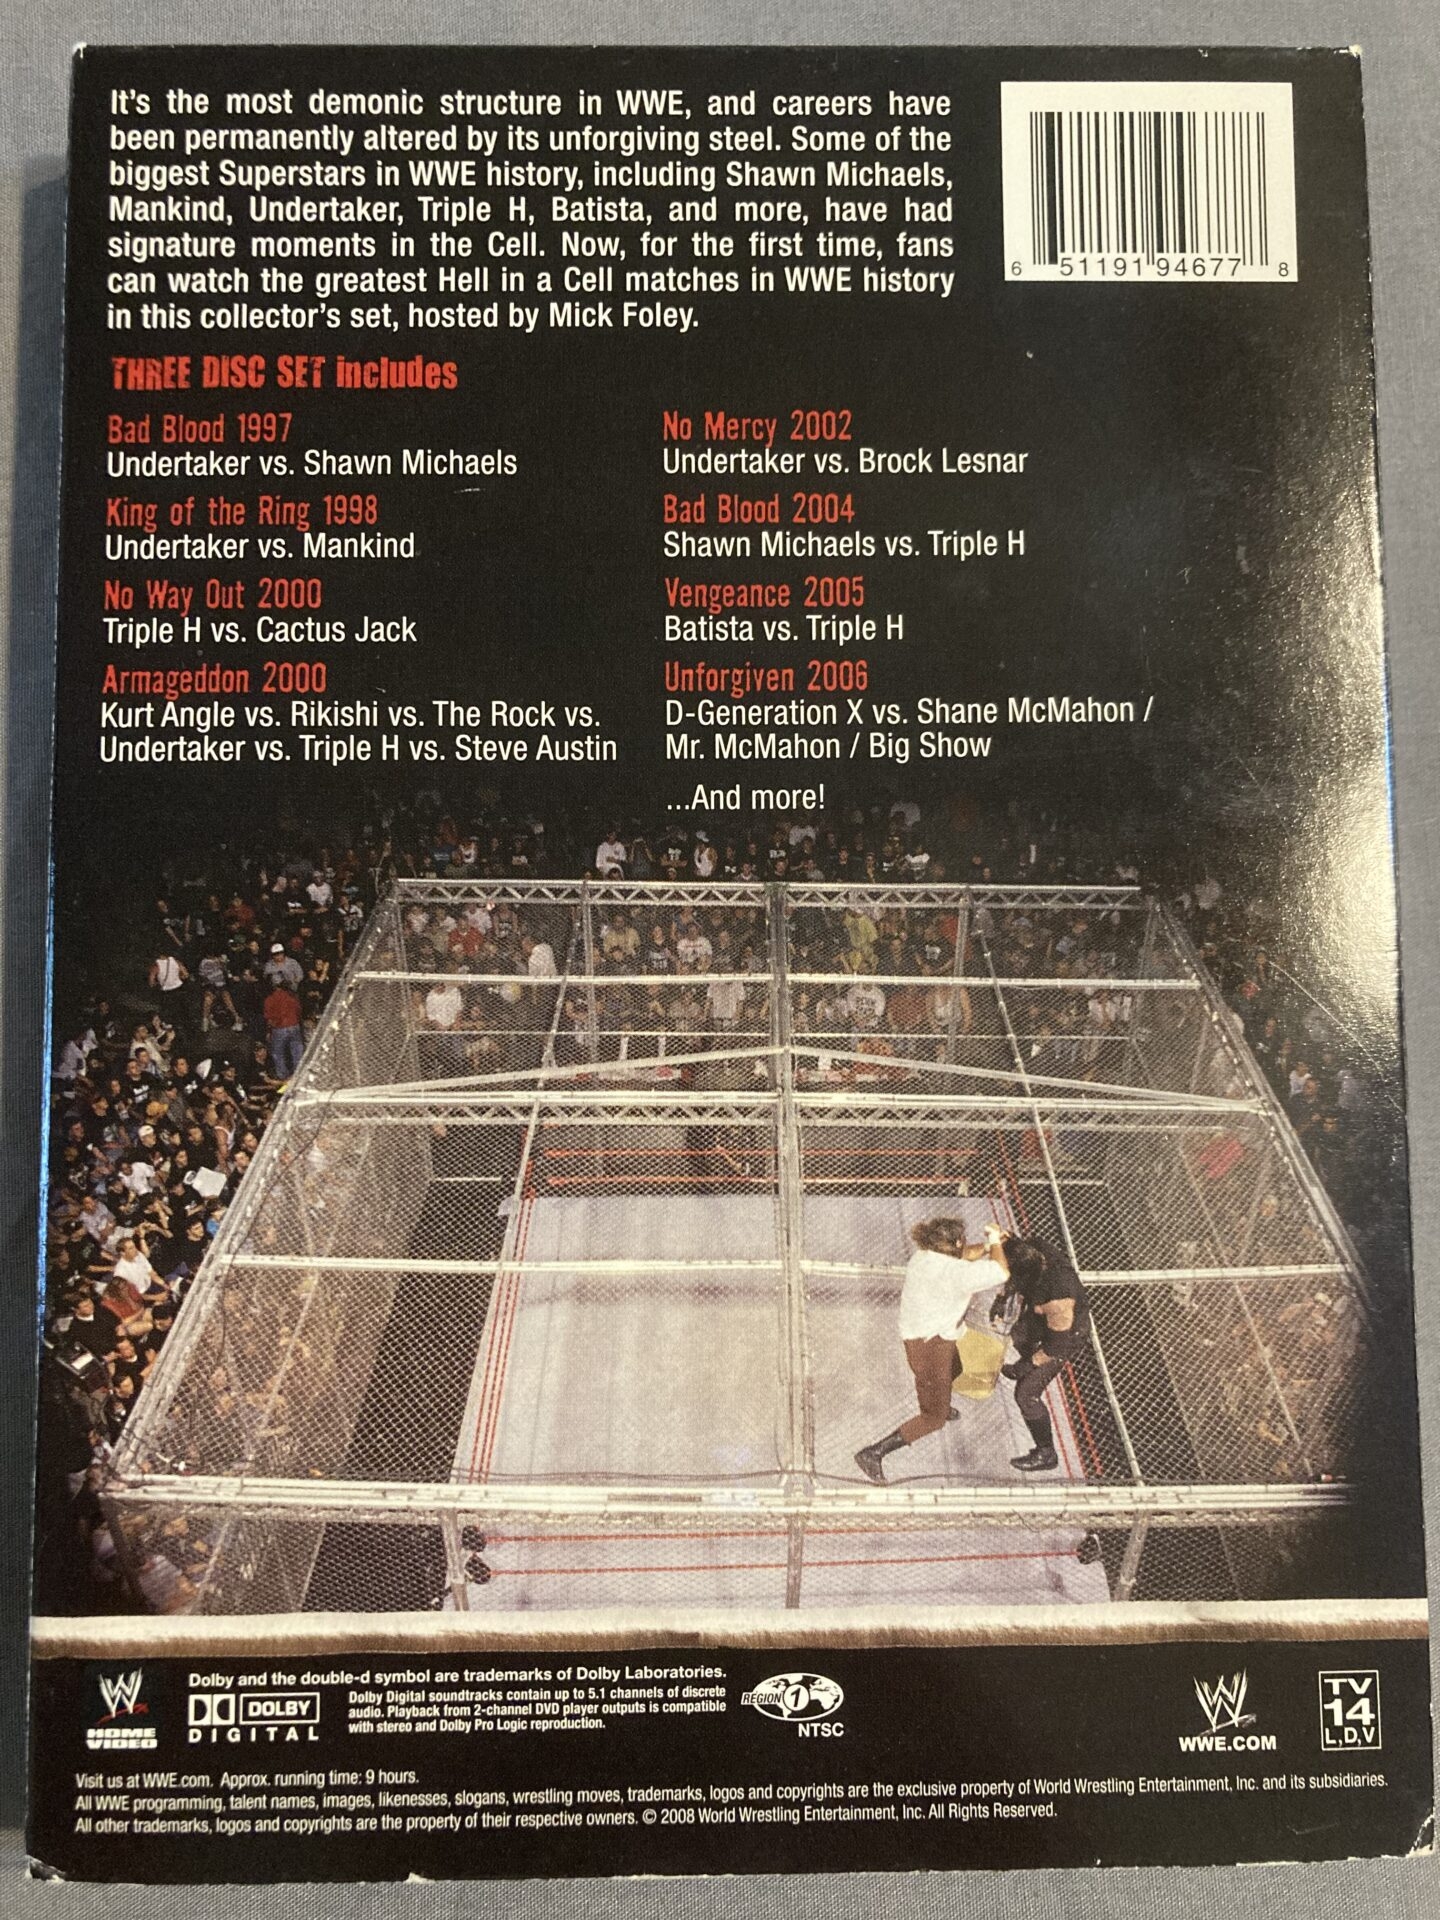 It's the most demonic structure in WWE, and careers have
been permanently altered by its unforgiving steel. Some of the
biggest Superstars in WWE history, including Shawn Michaels,
Mankind, Undertaker, Triple H, Batista, and more, have had
signature moments in the Cell. Now, for the first time, fans
can watch the greatest Hell in a Cell matches in WWE history
in this collector's set, hosted by Mick Foley.
6 51191 94677 8
THREE DISC SET includes
Bad Blood 1997
Undertaker vs. Shawn Michaels
King of the Ring 1998
Undertaker vs. Mankind
No Way Out 2000
Triple H vs. Cactus Jack
Armageddon 2000
Kurt Angle vs. Rikishi vs. The Rock vs.
Undertaker vs. Triple H vs. Steve Austin
No Mercy 2002
Undertaker vs. Brock Lesnar
Bad Blood 2004
Shawn Michaels vs. Triple H
Vengeance 2005
Batista vs. Triple H
Unforgiven 2006
D-Generation X vs. Shane McMahon /
Mr. McMahon / Big Show
...And more!
W
HOME
VIDEO
Dolby and the double-d symbol are trademarks of Dolby Laboratories.
DOLBY
DIGITAL
Dolby Digital soundtracks contain up to 5.1 channels of discrete
audio. Playback from 2-channel DVD player outputs is compatible
with stereo and Dolby Pro Logic reproduction.
REGION 1
NTSC
W
WWE.COM
TV
14
L,D,V
Visit us at WWE.com. Approx. running time: 9 hours.
All WWE programming, talent names, images, likenesses, slogans, wrestling moves, trademarks, logos and copyrights are the exclusive property of World Wrestling Entertainment, Inc. and its subsidiaries.
All other trademarks, logos and copyrights are the property of their respective owners. © 2008 World Wrestling Entertainment, Inc. All Rights Reserved.